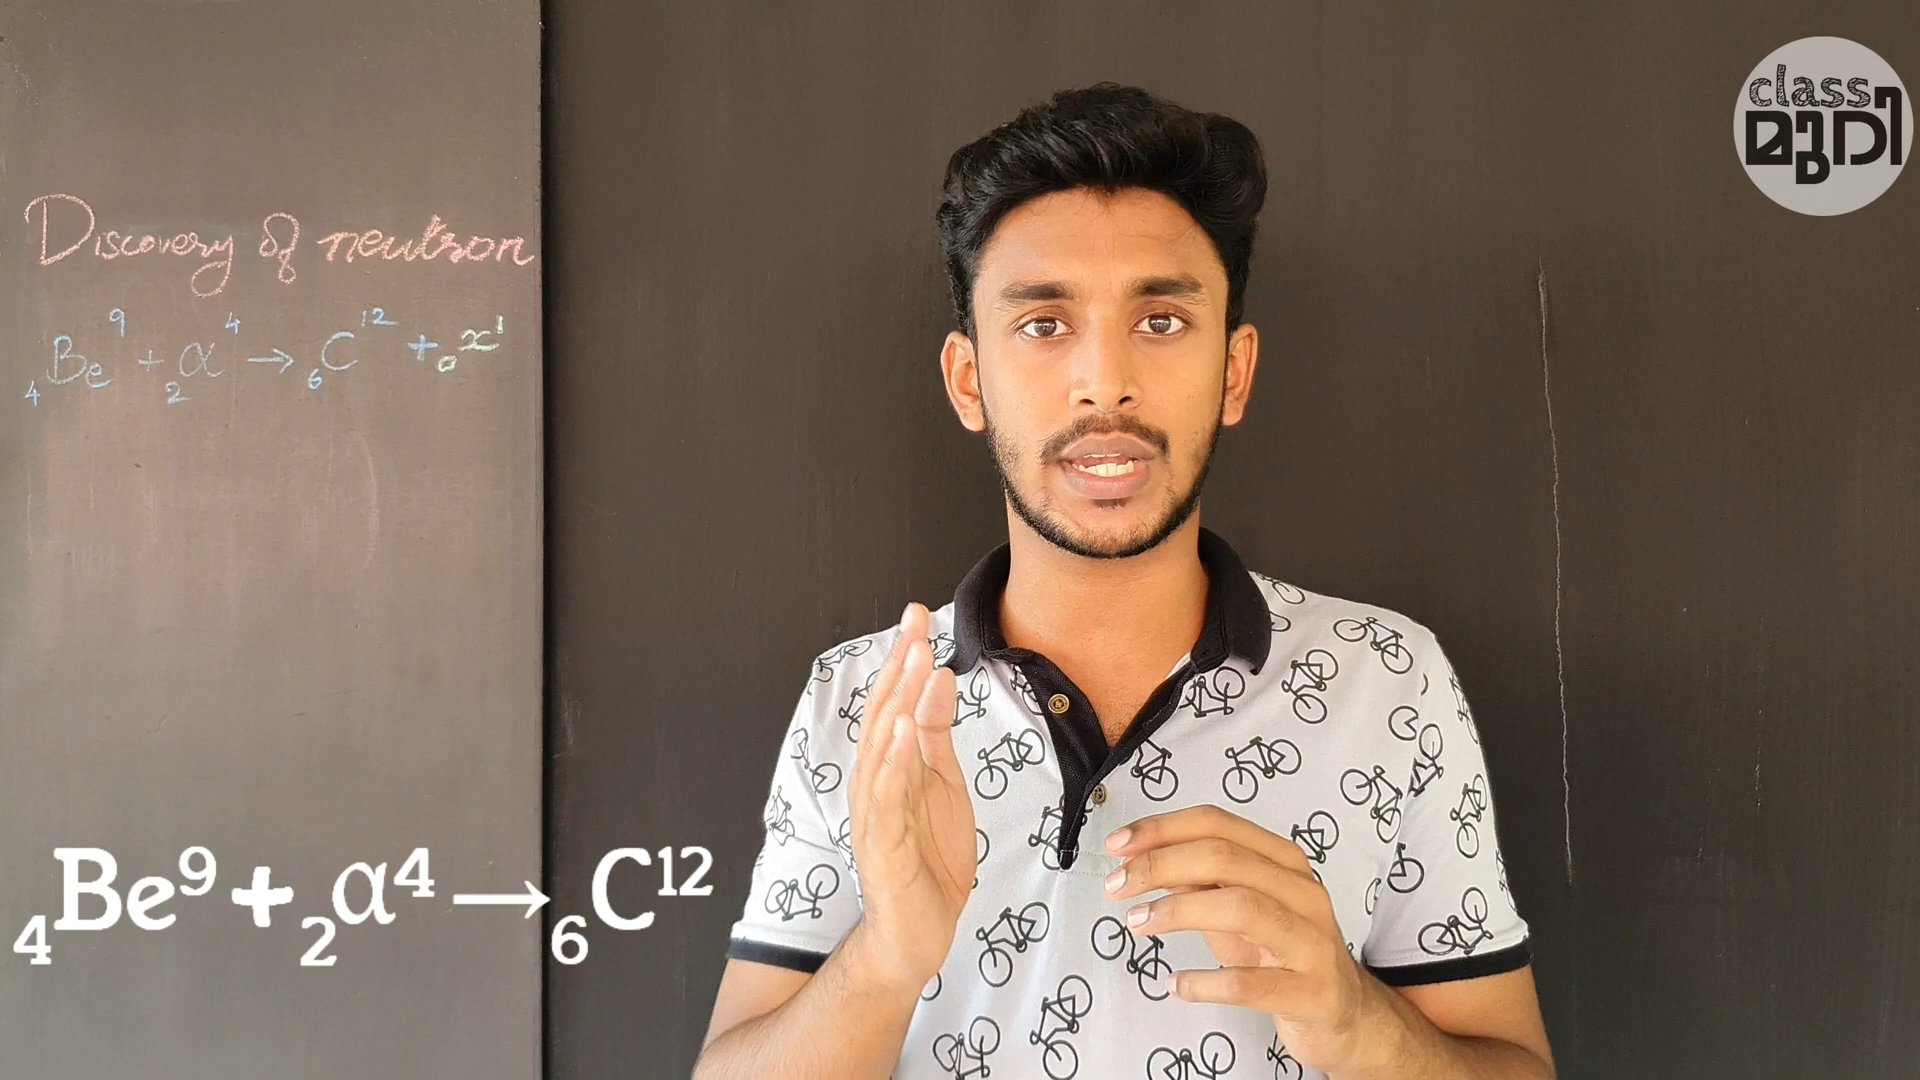 Discovery of neutron
₄Be⁹ + ₂α⁴ → ₆C¹² + ₀x¹
class
മുറി
₄Be⁹ + ₂α⁴ → ₆C¹²